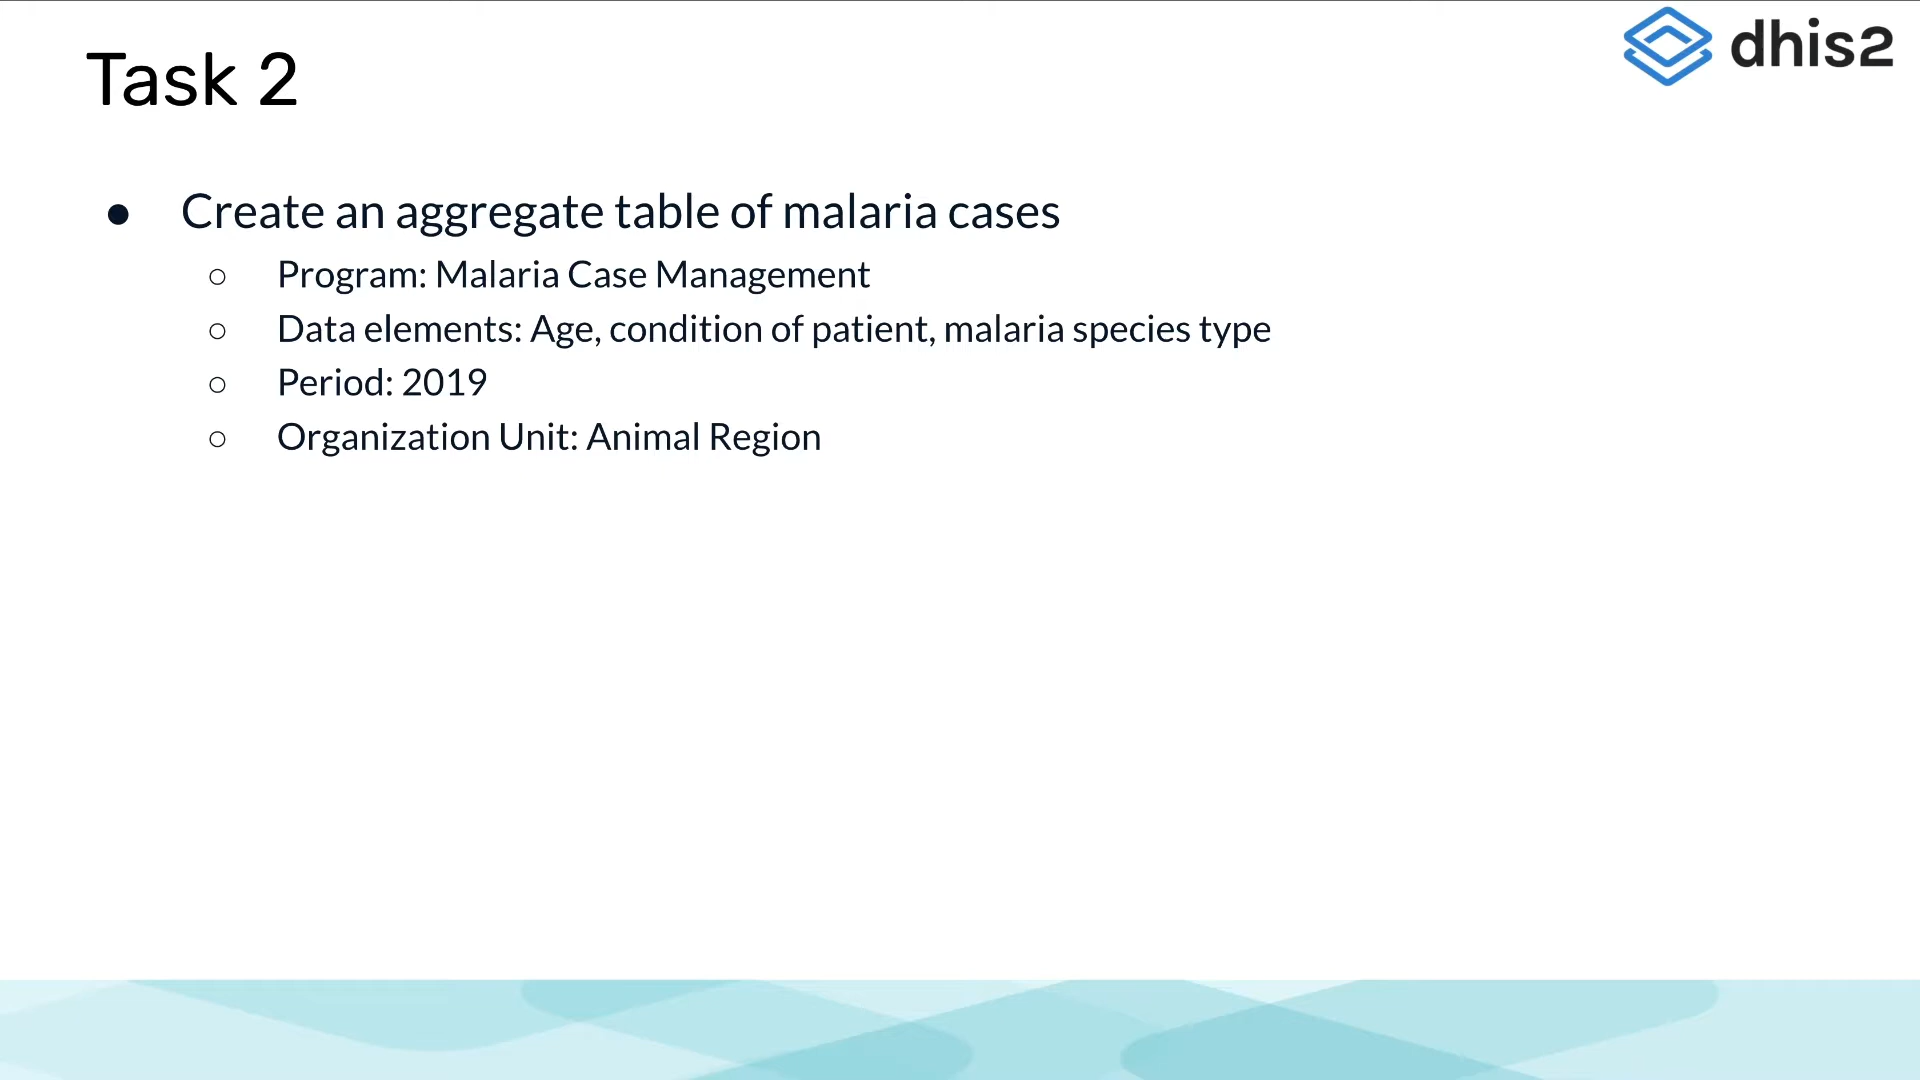 dhis2
Task 2
● Create an aggregate table of malaria cases
○ Program: Malaria Case Management
○ Data elements: Age, condition of patient, malaria species type
○ Period: 2019
○ Organization Unit: Animal Region